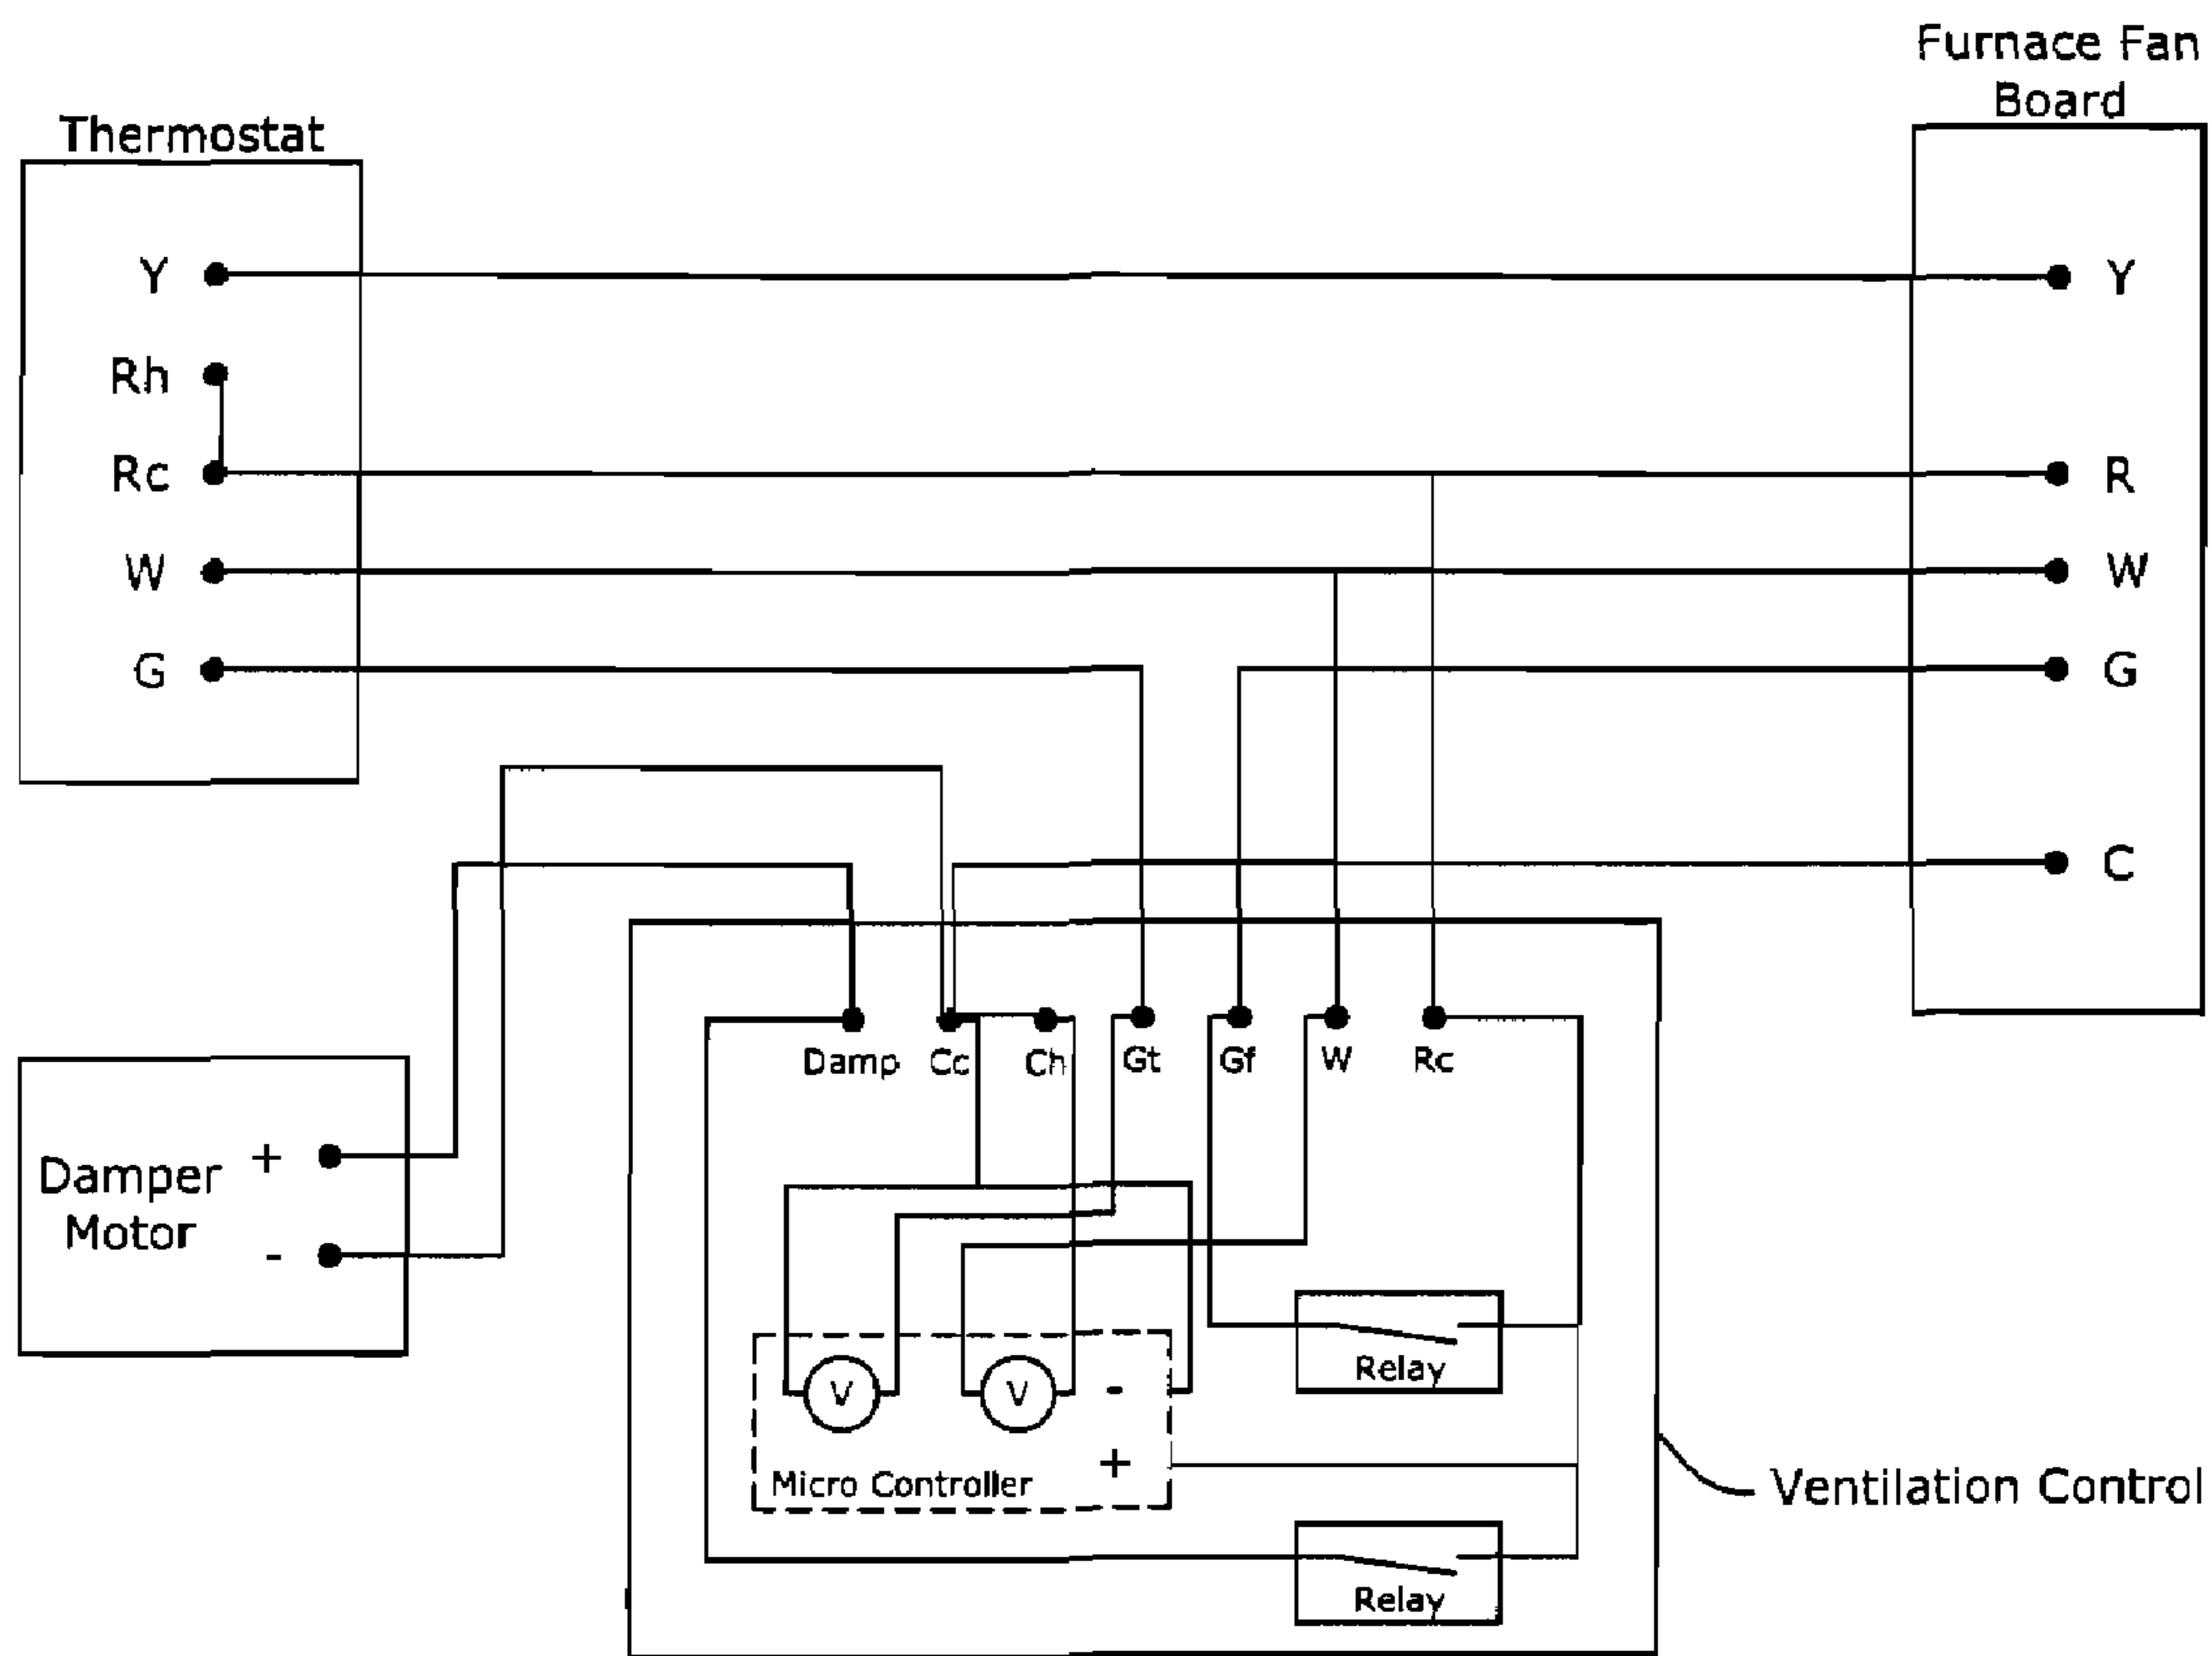 Furnace Fan
Board
Thermostat
Y
Y
Rh
Rc
R
W
W
G
G
C
Damp
Cc
Ch
Gt
Gf
W
Rc
Damper
Motor
+
-
Relay
V
V
-
+
Micro Controller
Ventilation Control
Relay